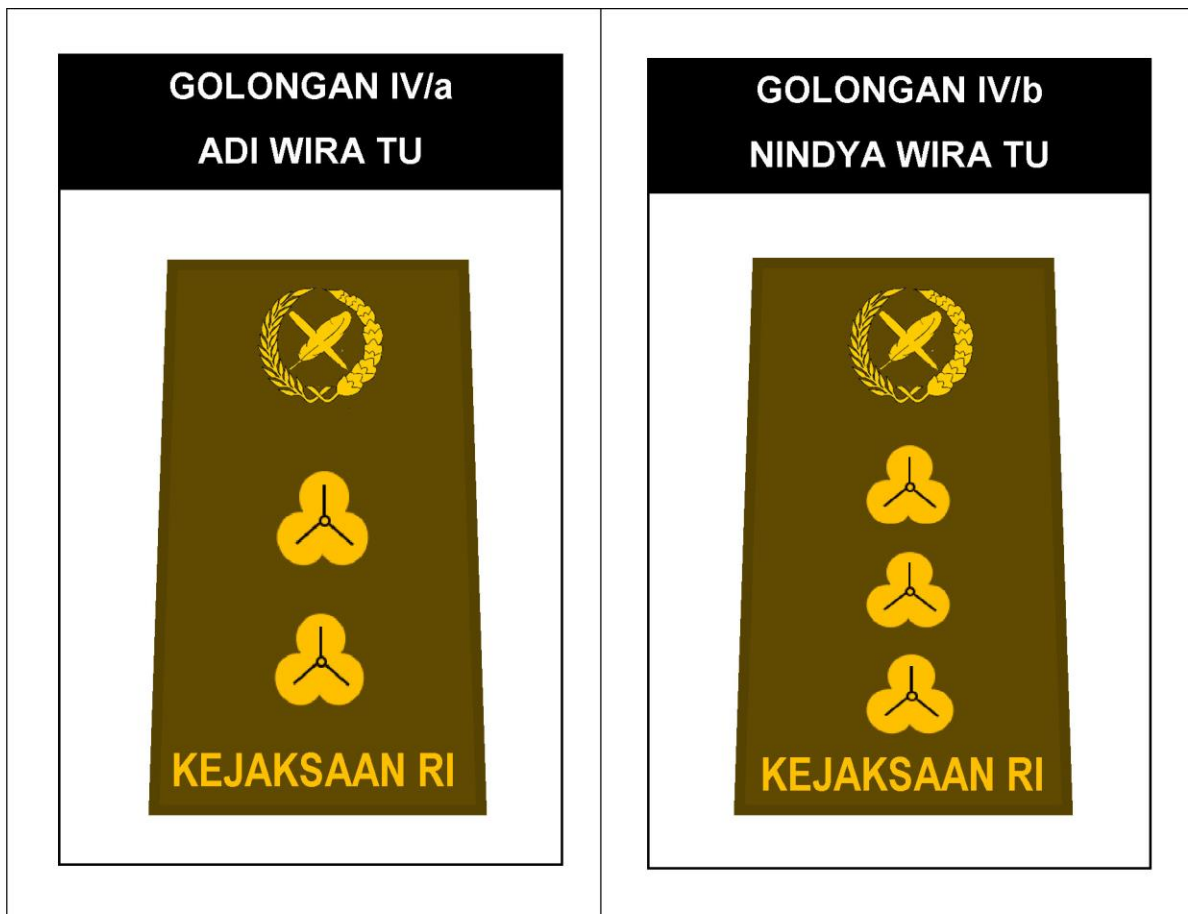 GOLONGAN IV/a
ADI WIRA TU
KEJAKSAAN RI
GOLONGAN IV/b
NINDYA WIRA TU
KEJAKSAAN RI